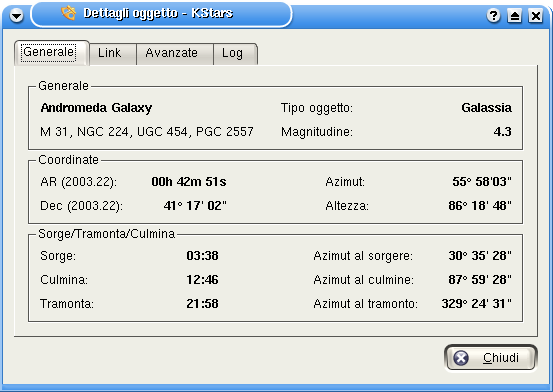 Dettagli oggetto - KStars
Generale Link Avanzate Log
Generale
Andromeda Galaxy Tipo oggetto: Galassia
M 31, NGC 224, UGC 454, PGC 2557 Magnitudine: 4.3
Coordinate
AR (2003.22): 00h 42m 51s Azimut: 55° 58'03"
Dec (2003.22): 41° 17' 02" Altezza: 86° 18' 48"
Sorge/Tramonta/Culmina
Sorge: 03:38 Azimut al sorgere: 30° 35' 28"
Culmina: 12:46 Azimut al culmine: 87° 59' 28"
Tramonta: 21:58 Azimut al tramonto: 329° 24' 31"
Chiudi